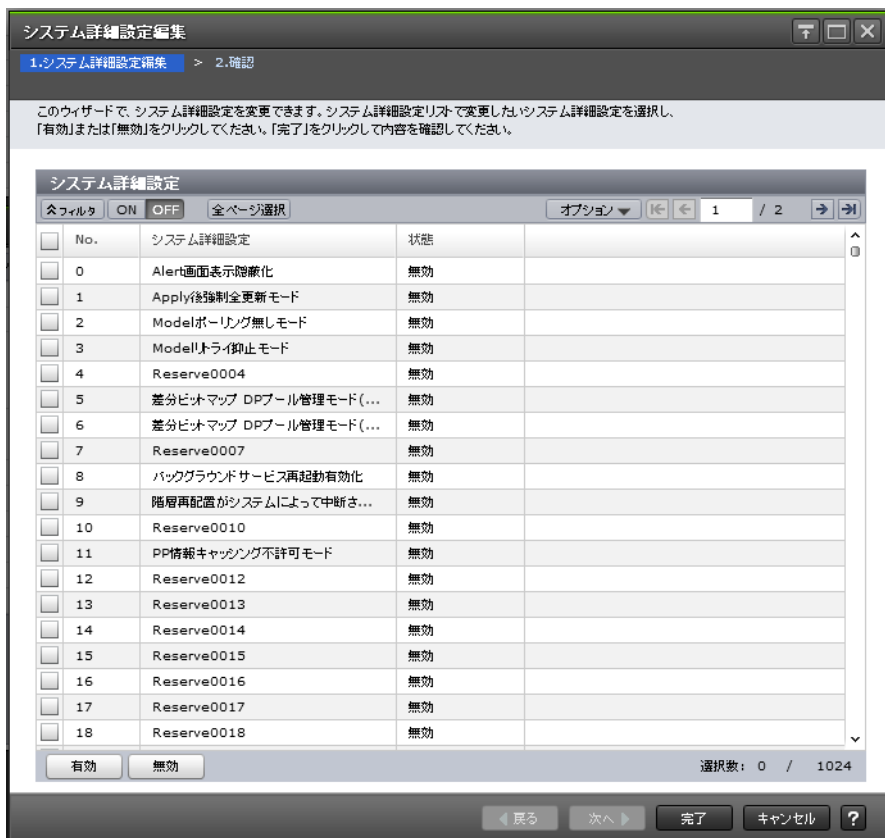 システム詳細設定編集
1.システム詳細設定編集 > 2.確認
このウィザードで、システム詳細設定を変更できます。システム詳細設定リストで変更したいシステム詳細設定を選択し、
「有効」または「無効」をクリックしてください。「完了」をクリックして内容を確認してください。
システム詳細設定
フィルタ ON OFF 全ページ選択 オプション 1 / 2
No. システム詳細設定 状態
0 Alert画面表示隠蔽化 無効
1 Apply後強制全更新モード 無効
2 Modelポーリング無しモード 無効
3 Modelリトライ抑止モード 無効
4 Reserve0004 無効
5 差分ビットマップ DPプール管理モード(... 無効
6 差分ビットマップ DPプール管理モード(... 無効
7 Reserve0007 無効
8 バックグラウンドサービス再起動有効化 無効
9 階層再配置がシステムによって中断さ... 無効
10 Reserve0010 無効
11 PP情報キャッシング不許可モード 無効
12 Reserve0012 無効
13 Reserve0013 無効
14 Reserve0014 無効
15 Reserve0015 無効
16 Reserve0016 無効
17 Reserve0017 無効
18 Reserve0018 無効
有効 無効 選択数: 0 / 1024
戻る 次へ 完了 キャンセル ?